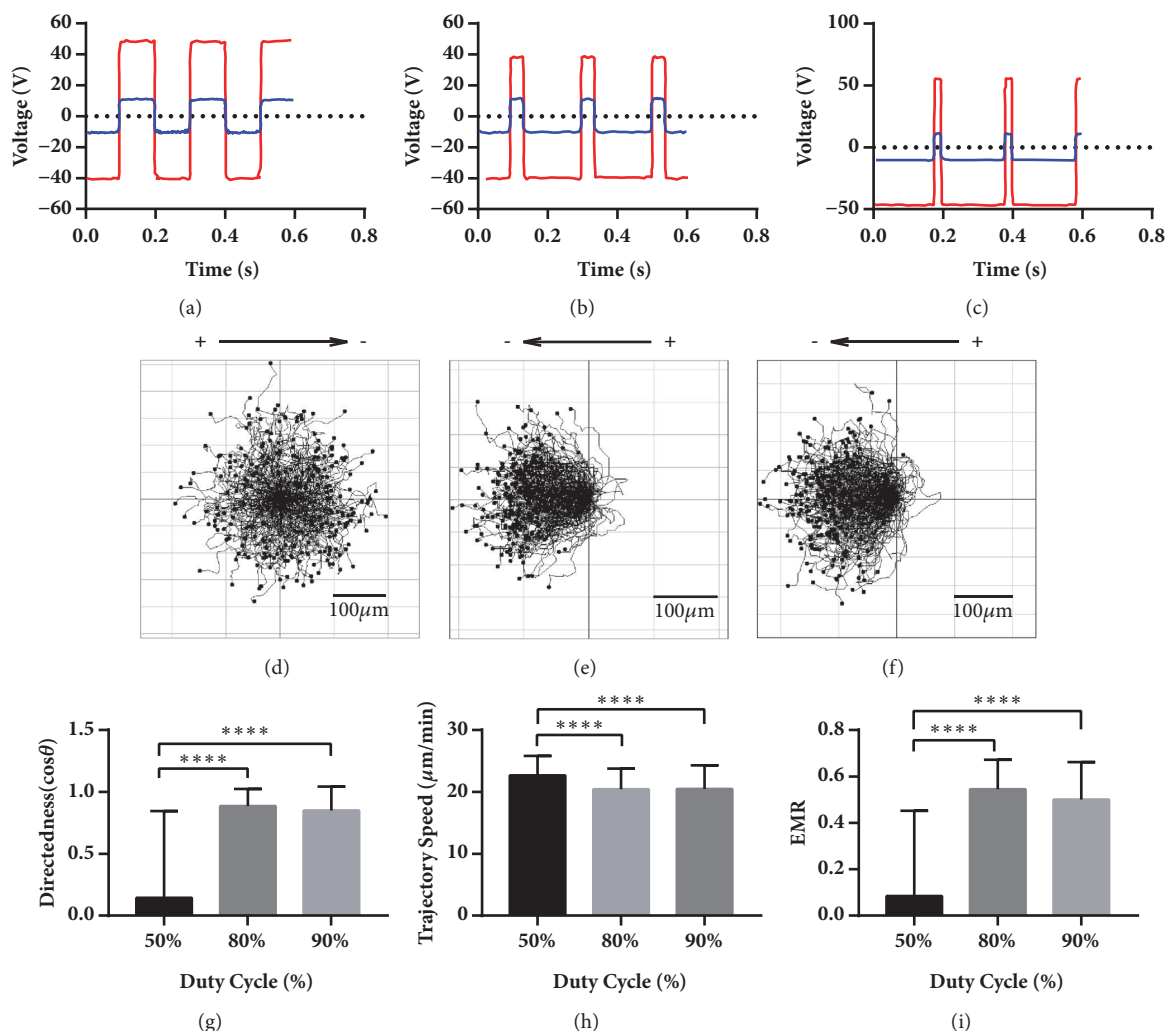 60
40
20
0
−20
−40
−60
Voltage (V)
0.0 0.2 0.4 0.6 0.8
Time (s)
(a)
60
40
20
0
−20
−40
−60
Voltage (V)
0.0 0.2 0.4 0.6 0.8
Time (s)
(b)
100
50
0
−50
Voltage (V)
0.0 0.2 0.4 0.6 0.8
Time (s)
(c)
+ -
100μm
(d)
- +
100μm
(e)
- +
100μm
(f)
1.5
1.0
0.5
0.0
Directedness(cosθ)
****
****
50% 80% 90%
Duty Cycle (%)
(g)
30
20
10
0
Trajectory Speed (μm/min)
****
****
50% 80% 90%
Duty Cycle (%)
(h)
0.8
0.6
0.4
0.2
0.0
EMR
****
****
50% 80% 90%
Duty Cycle (%)
(i)